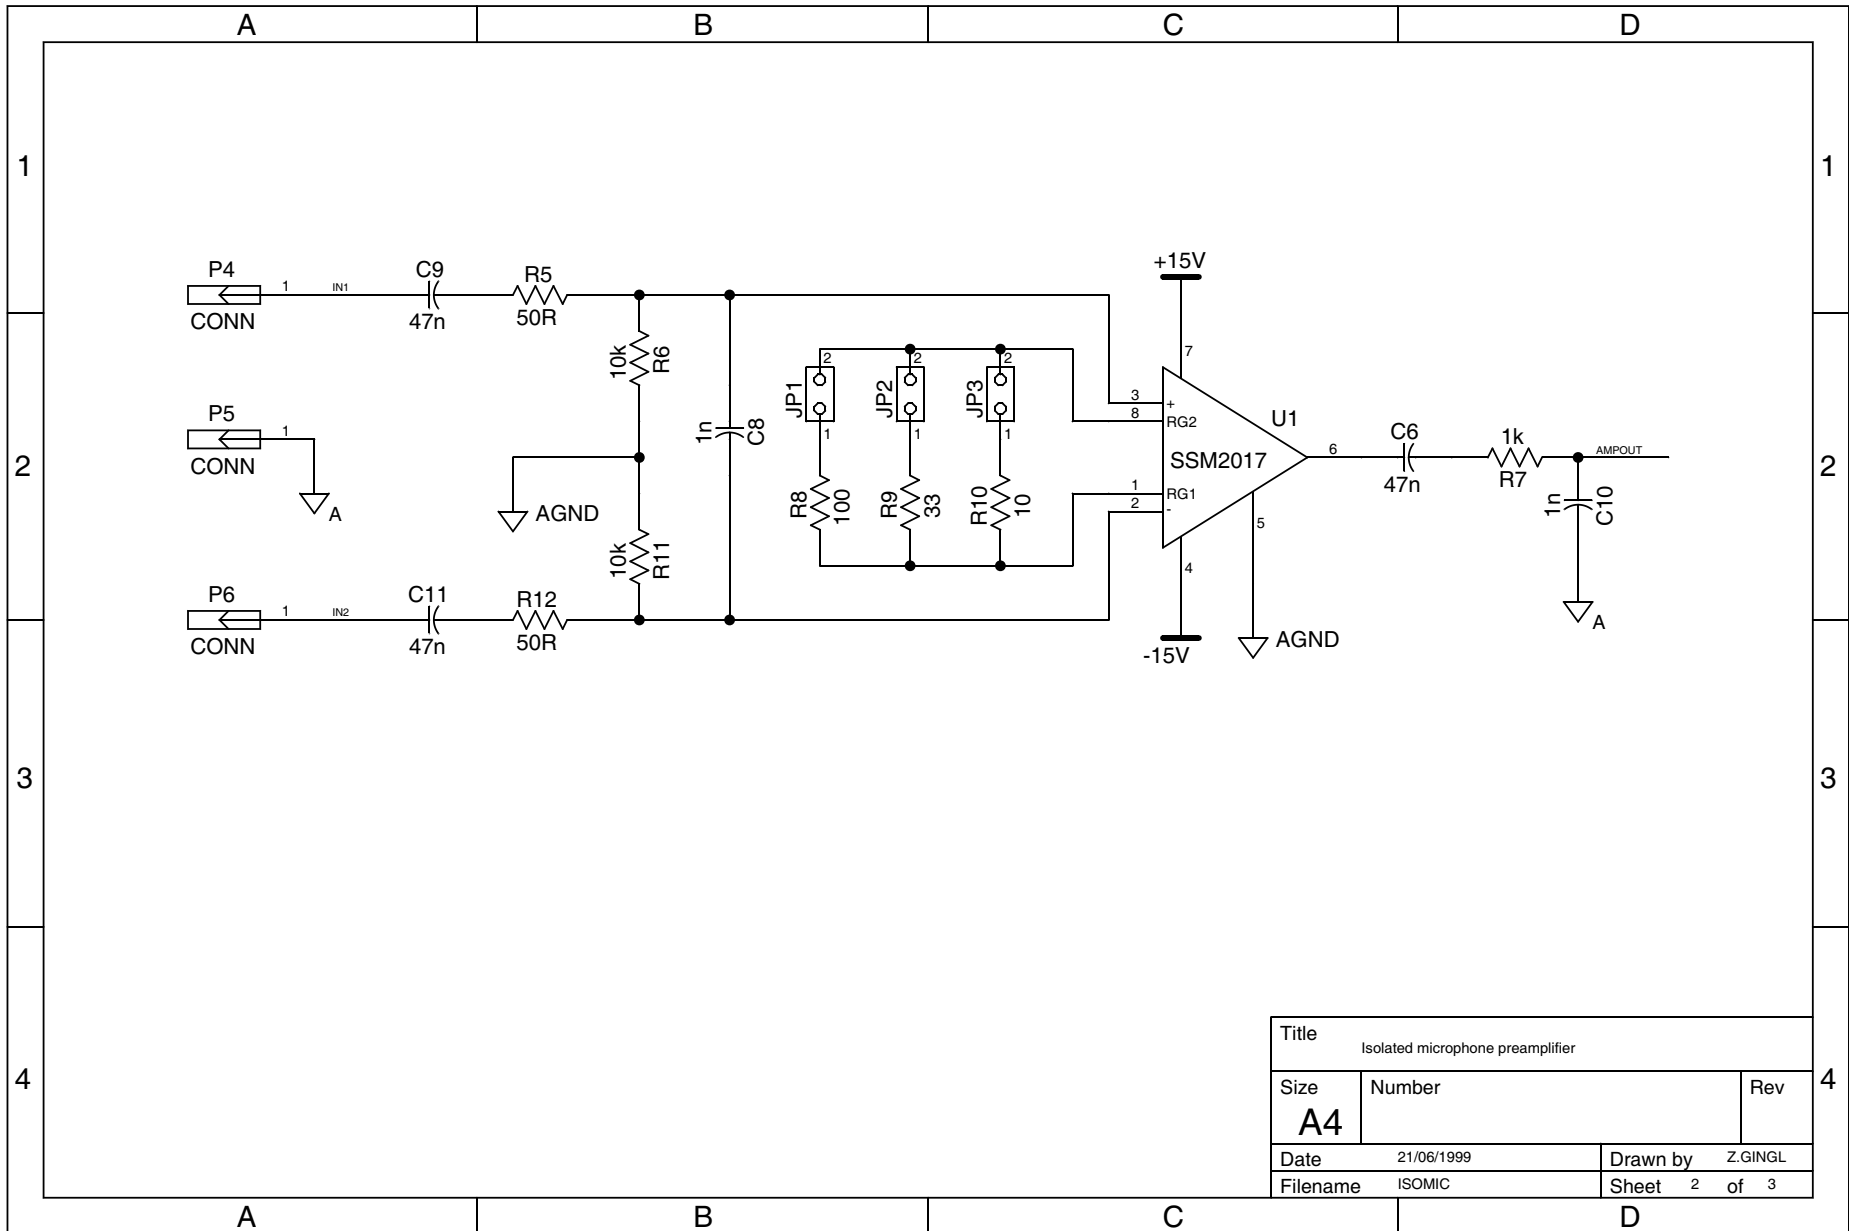 A B C D
1 1
+15V
P4 C9 R5
1 IN1
CONN 47n 50R
7
10k R6
2 2 2
JP1 JP2 JP3
1 1 1
3 +
8 RG2
U1
P5
1
CONN
1n C8
C6 1k
SSM2017
6
AMPOUT
2 2
47n R7
1 RG1
2 -
R8 100
R9 33
R10 10
1n C10
A
AGND
5
10k R11
4
P6 C11 R12
1 IN2
CONN 47n 50R
A
AGND
-15V
3 3
Title Isolated microphone preamplifier
4 4
Size Number Rev
A4
Date 21/06/1999 Drawn by Z.GINGL
Filename ISOMIC Sheet 2 of 3
A B C D